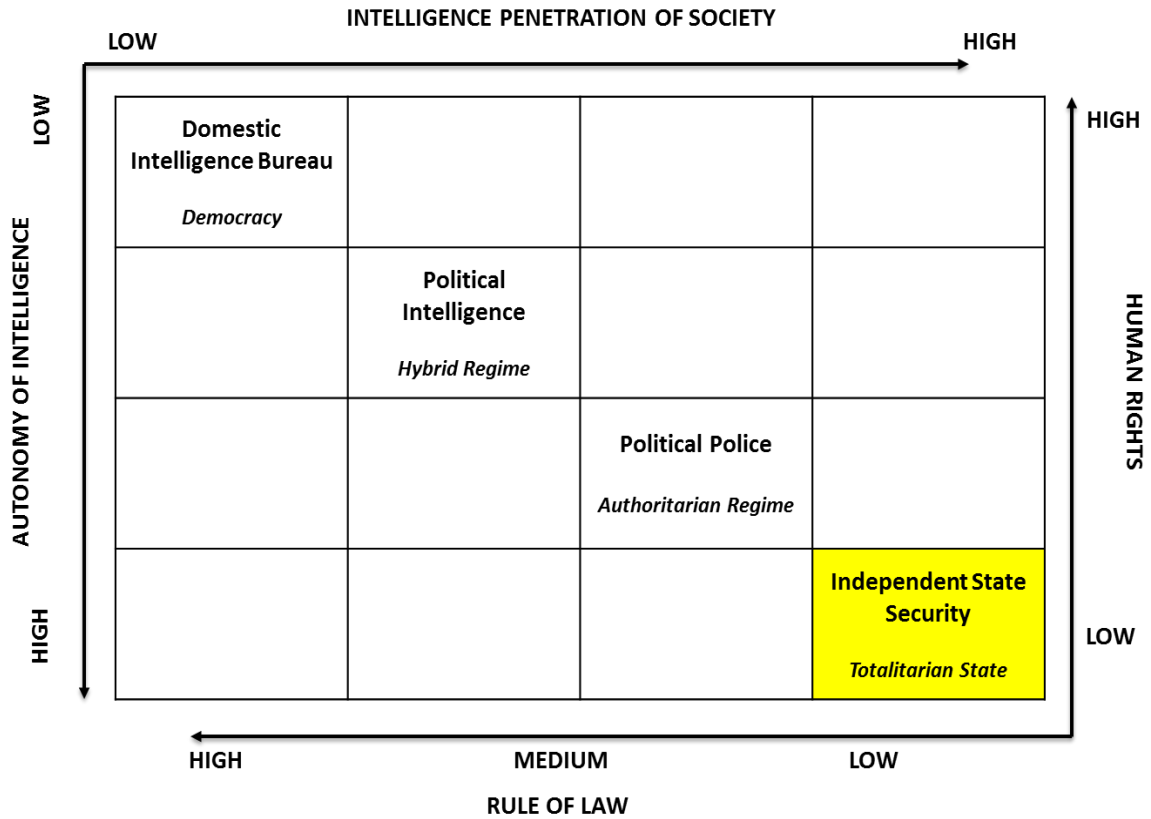 INTELLIGENCE PENETRATION OF SOCIETY
LOW
HIGH
LOW
AUTONOMY OF INTELLIGENCE
HIGH
Domestic
Intelligence Bureau
Democracy
Political
Intelligence
Hybrid Regime
Political Police
Authoritarian Regime
Independent State
Security
Totalitarian State
HIGH
HUMAN RIGHTS
LOW
HIGH
MEDIUM
LOW
RULE OF LAW